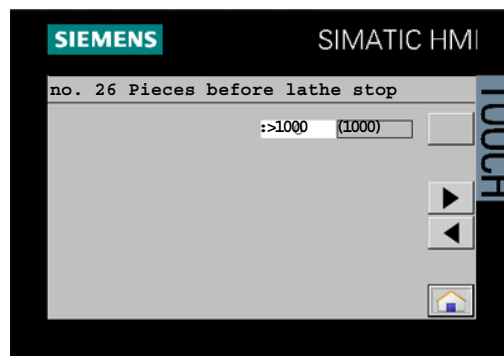 SIEMENS SIMATIC HMI
no. 26 Pieces before lathe stop
:>1000 (1000)
TOUCH